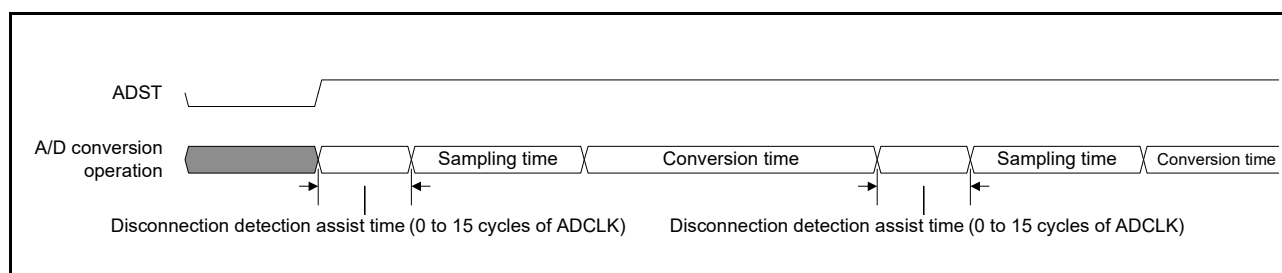 ADST
A/D conversion
operation
Sampling time
Conversion time
Sampling time
Conversion time
Disconnection detection assist time (0 to 15 cycles of ADCLK)
Disconnection detection assist time (0 to 15 cycles of ADCLK)